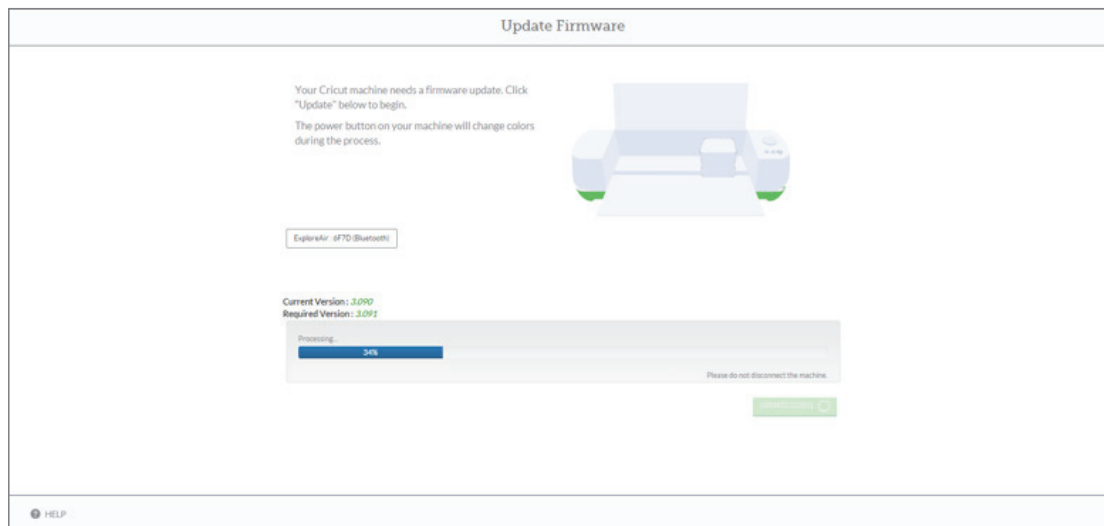 Update Firmware
Your Cricut machine needs a firmware update. Click
"Update" below to begin.
The power button on your machine will change colors
during the process.
ExploreAir : 6F7D (Bluetooth)
Current Version : 3.090
Required Version : 3.091
Processing...
34%
Please do not disconnect the machine.
HELP